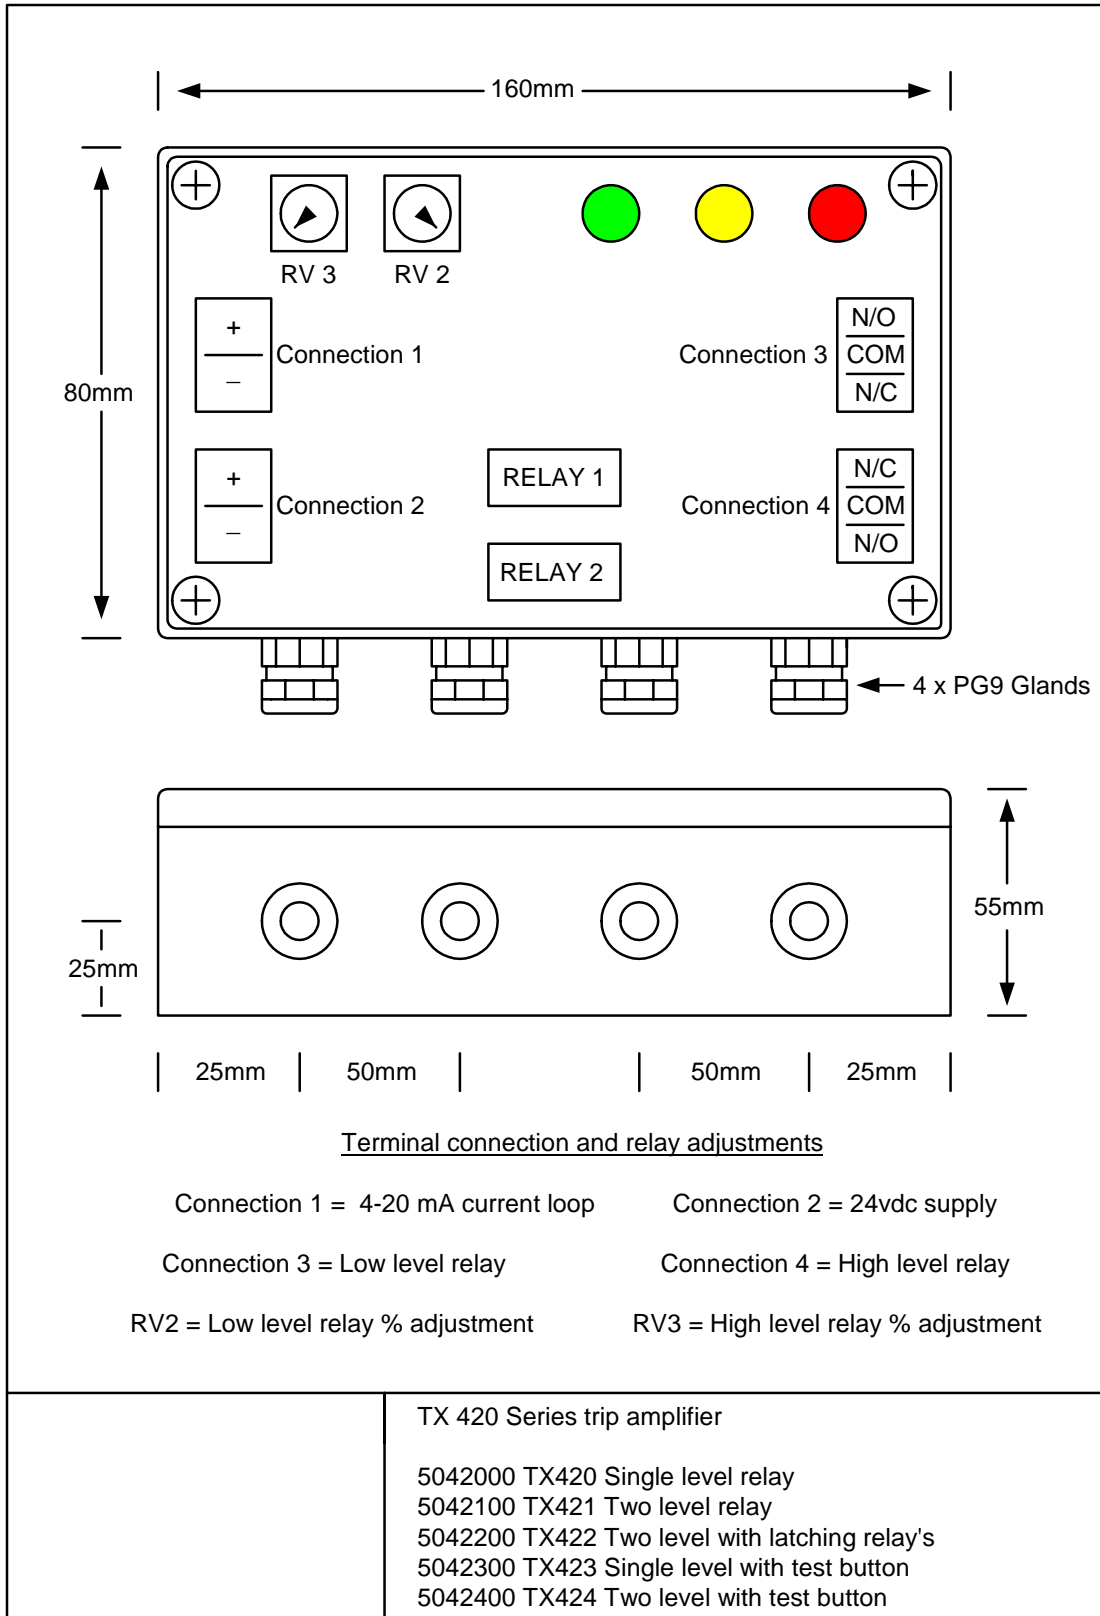 160mm
RV 3 RV 2
+
–
Connection 1
Connection 3
N/O
COM
N/C
80mm
+
–
Connection 2
RELAY 1
RELAY 2
Connection 4
N/C
COM
N/O
4 x PG9 Glands
55mm
25mm
25mm 50mm 50mm 25mm
Terminal connection and relay adjustments
Connection 1 = 4-20 mA current loop Connection 2 = 24vdc supply
Connection 3 = Low level relay Connection 4 = High level relay
RV2 = Low level relay % adjustment RV3 = High level relay % adjustment
TX 420 Series trip amplifier
5042000 TX420 Single level relay
5042100 TX421 Two level relay
5042200 TX422 Two level with latching relay's
5042300 TX423 Single level with test button
5042400 TX424 Two level with test button